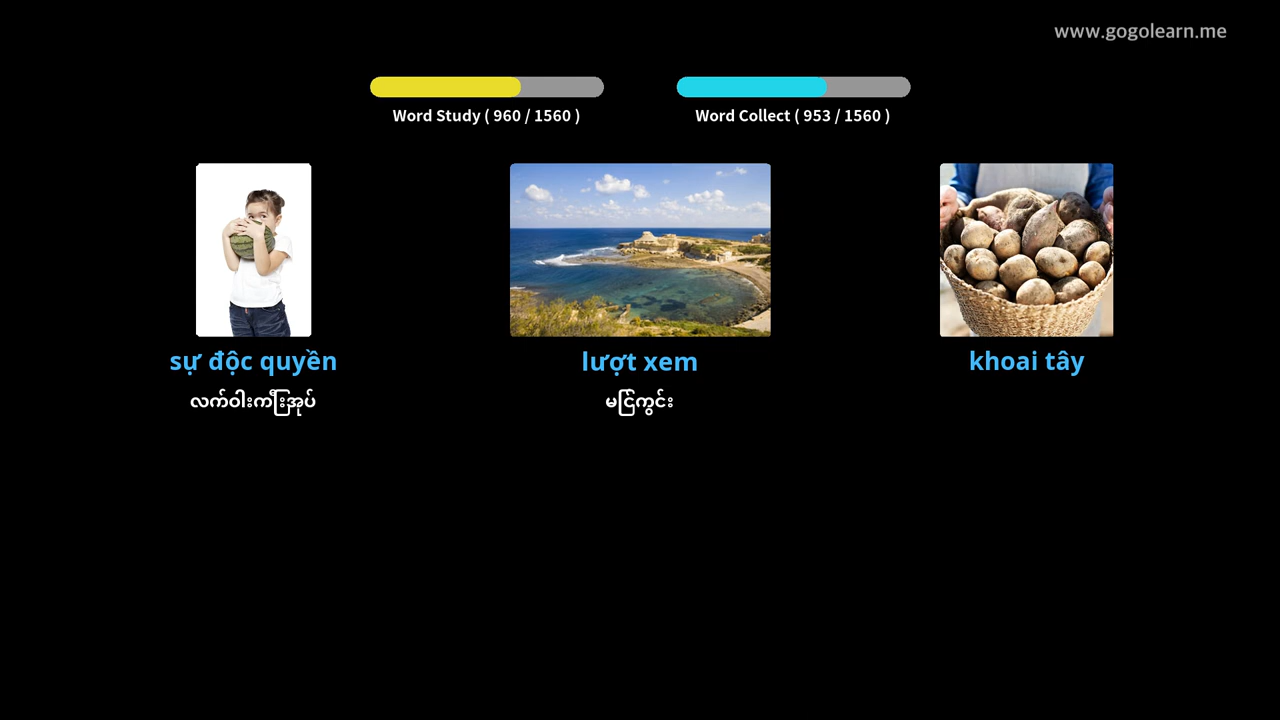 www.gogolearn.me
Word Study ( 960 / 1560 )
Word Collect ( 953 / 1560 )
sự độc quyền
lượt xem
khoai tây
လက်ဝါးကြီးအုပ်
မြင်ကွင်း